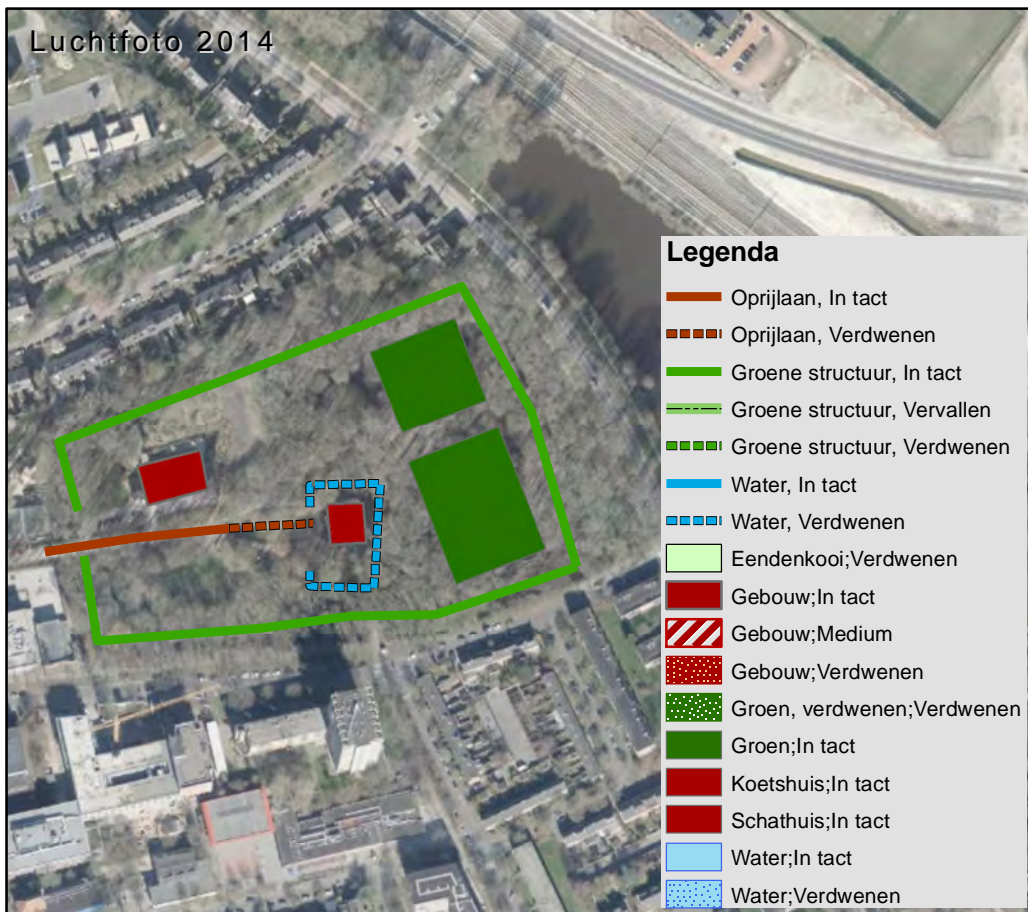 Luchtfoto 2014
Legenda
Oprijlaan, In tact
Oprijlaan, Verdwenen
Groene structuur, In tact
Groene structuur, Vervallen
Groene structuur, Verdwenen
Water, In tact
Water, Verdwenen
Eendenkooi;Verdwenen
Gebouw;In tact
Gebouw;Medium
Gebouw;Verdwenen
Groen, verdwenen;Verdwenen
Groen;In tact
Koetshuis;In tact
Schathuis;In tact
Water;In tact
Water;Verdwenen